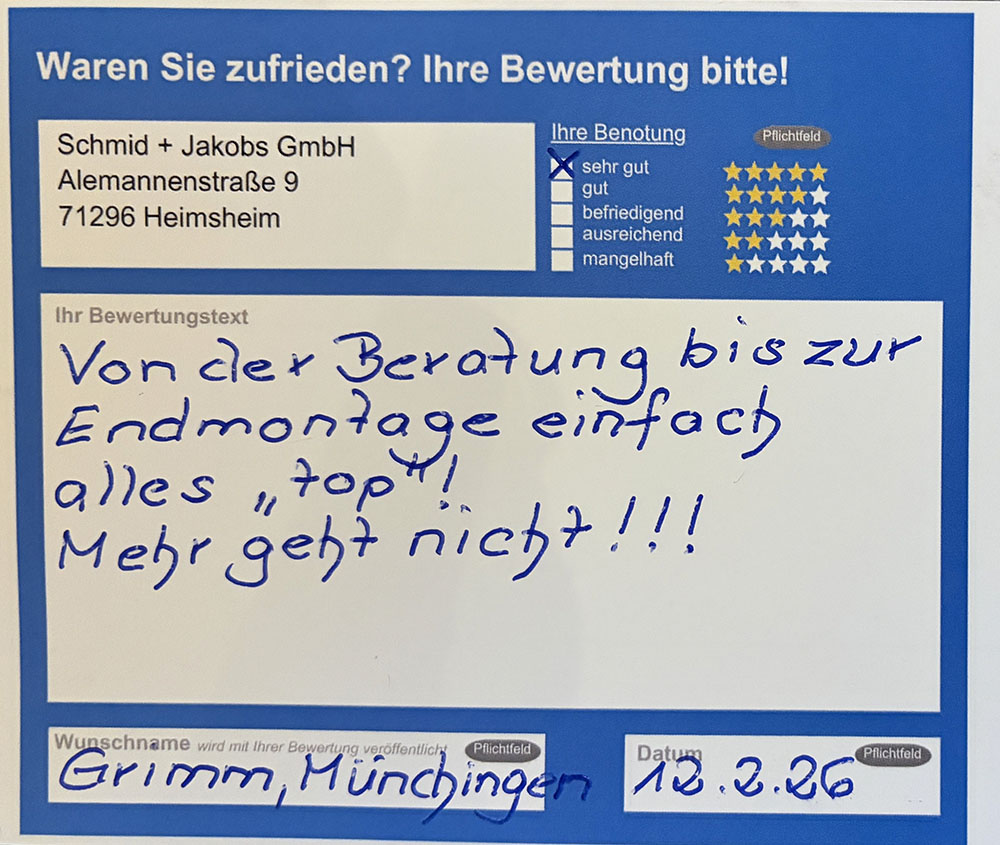 Waren Sie zufrieden? Ihre Bewertung bitte!
Schmid + Jakobs GmbH
Alemannenstraße 9
71296 Heimsheim
Ihre Benotung Pflichtfeld
sehr gut
gut
befriedigend
ausreichend
mangelhaft
Ihr Bewertungstext
Von der Beratung bis zur
Endmontage einfach
alles „top"!
Mehr geht nicht!!!
Wunschname wird mit Ihrer Bewertung veröffentlicht Pflichtfeld
Grimm, Münchingen
Datum Pflichtfeld
12.2.26